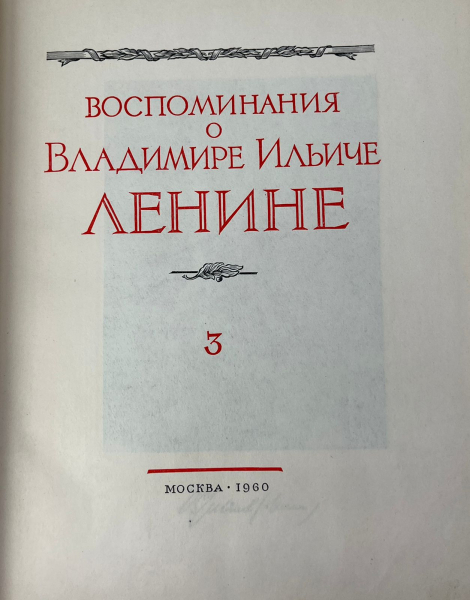 ВОСПОМИНАНИЯ
О
ВЛАДИМИРЕ ИЛЬИЧЕ
ЛЕНИНЕ
3
МОСКВА · 1960